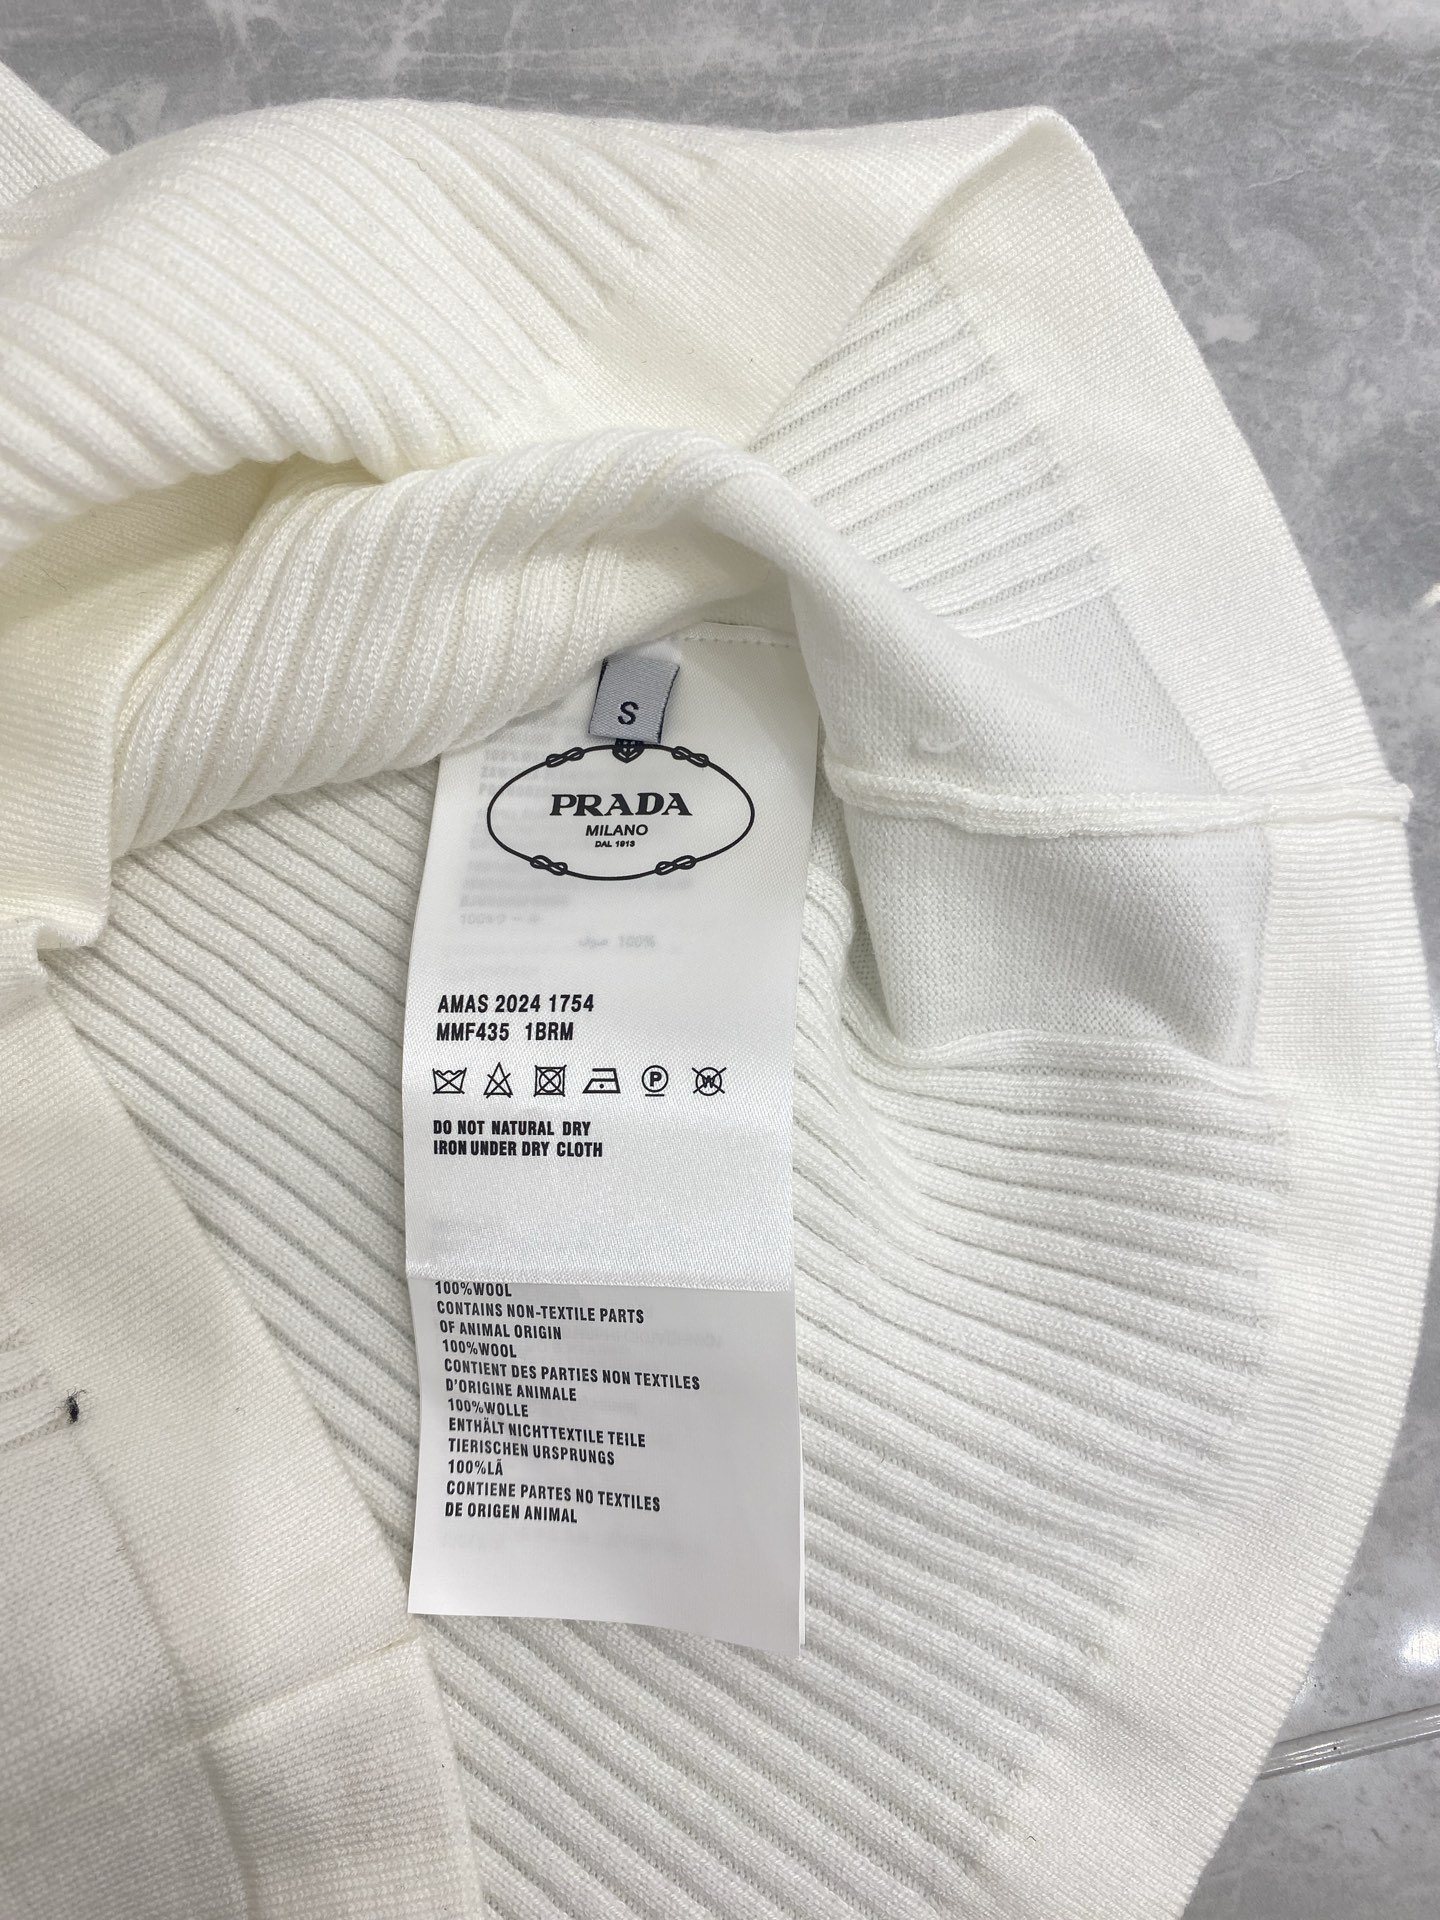 S
PRADA
MILANO
DAL 1913
صوف 100%
AMAS 2024 1754
MMF435 1BRM
P
W
DO NOT NATURAL DRY
IRON UNDER DRY CLOTH
100%WOOL
CONTAINS NON-TEXTILE PARTS
OF ANIMAL ORIGIN
100%WOOL
CONTIENT DES PARTIES NON TEXTILES
D'ORIGINE ANIMALE
100%WOLLE
ENTHÄLT NICHTTEXTILE TEILE
TIERISCHEN URSPRUNGS
100%LÃ
CONTIENE PARTES NO TEXTILES
DE ORIGEN ANIMAL